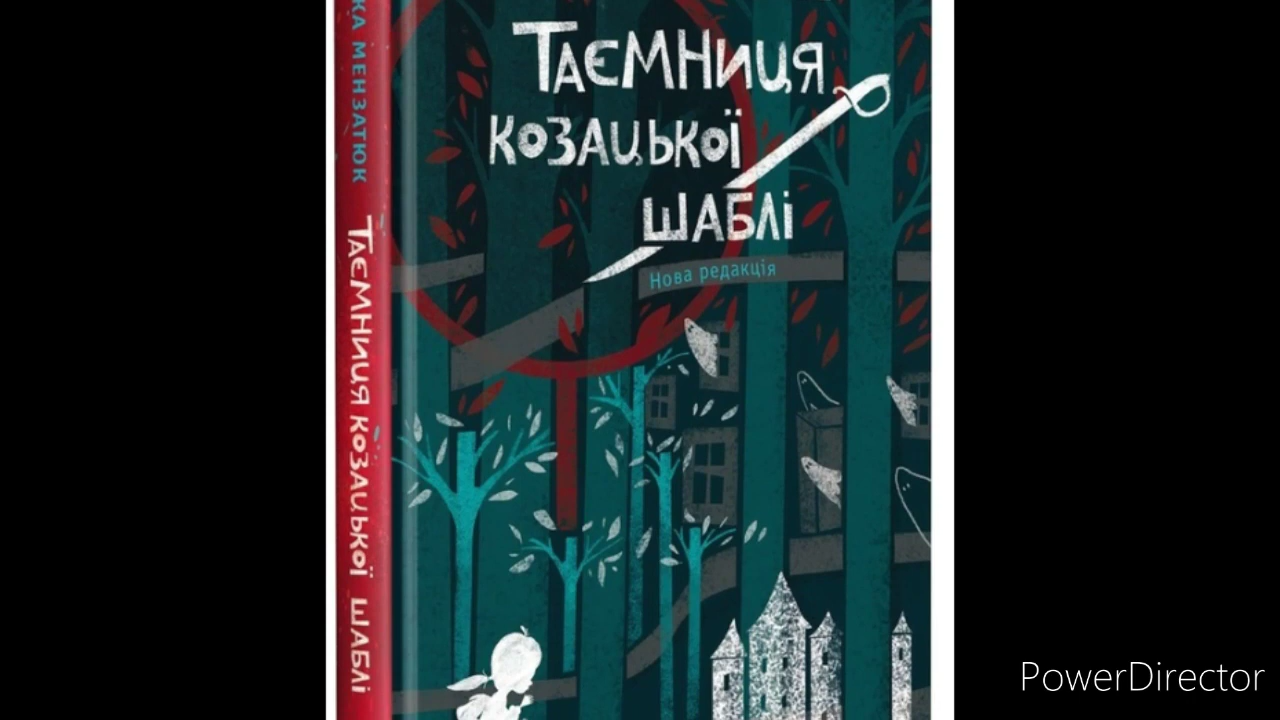 Таємниця
козацької
шаблі
Нова редакція
МЕНЗАТЮК
Таємниця козацької шаблі
PowerDirector